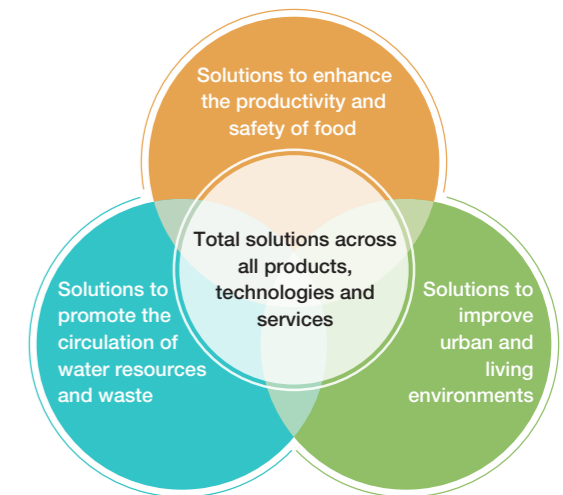 Solutions to enhance
the productivity and
safety of food
Total solutions across
all products,
technologies and
services
Solutions to
promote the
circulation of
water resources
and waste
Solutions to
improve
urban and
living
environments